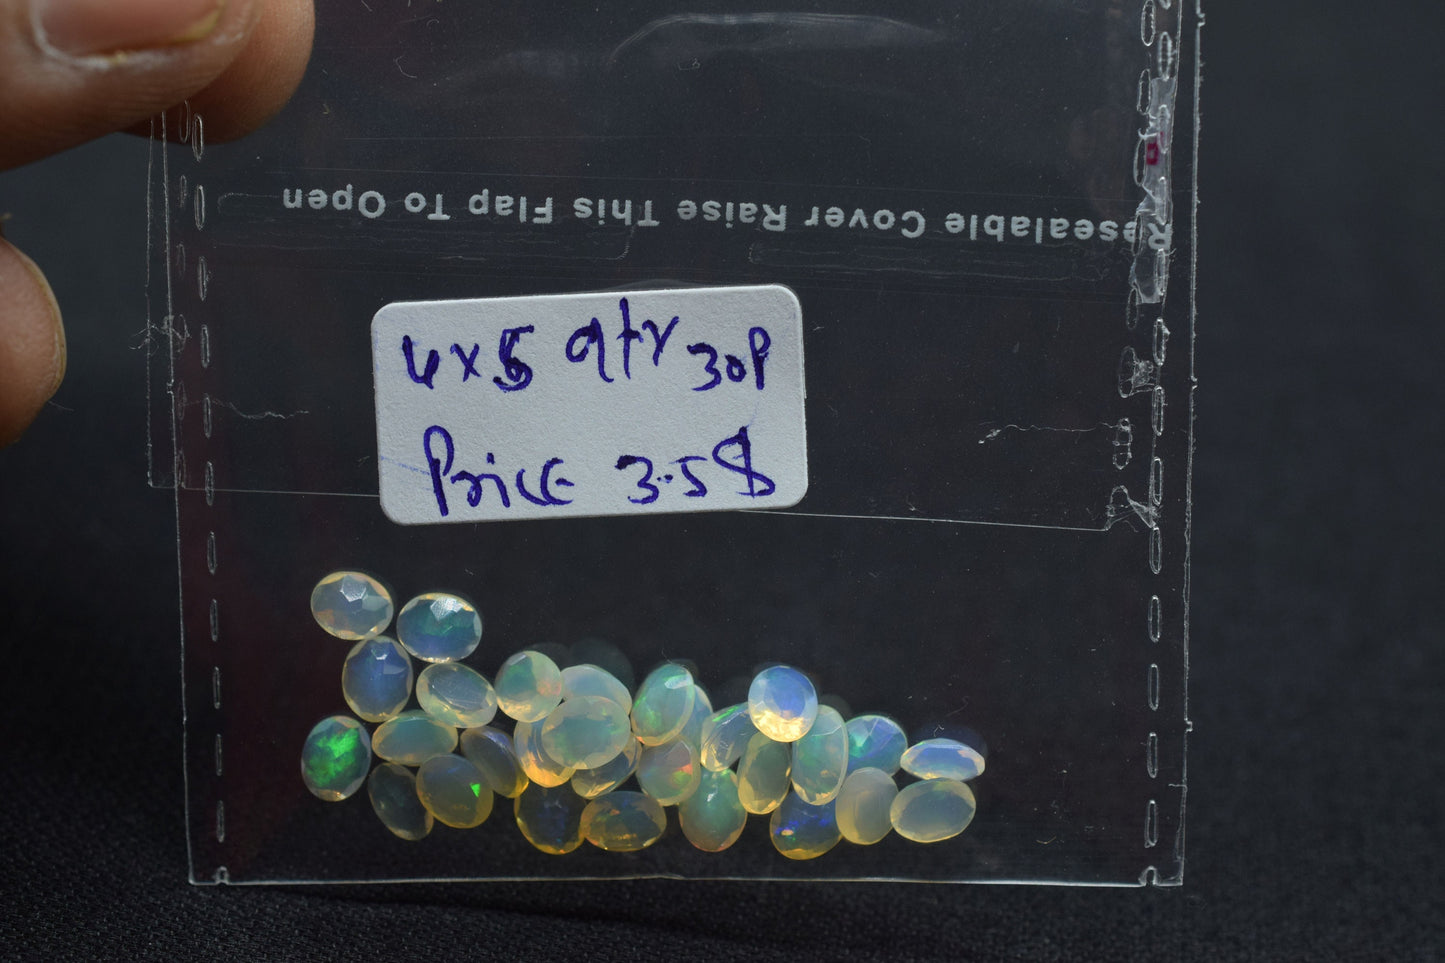 Resealable Cover Raise This Flap To Open
4x5 qty 30P
Price 3.5$